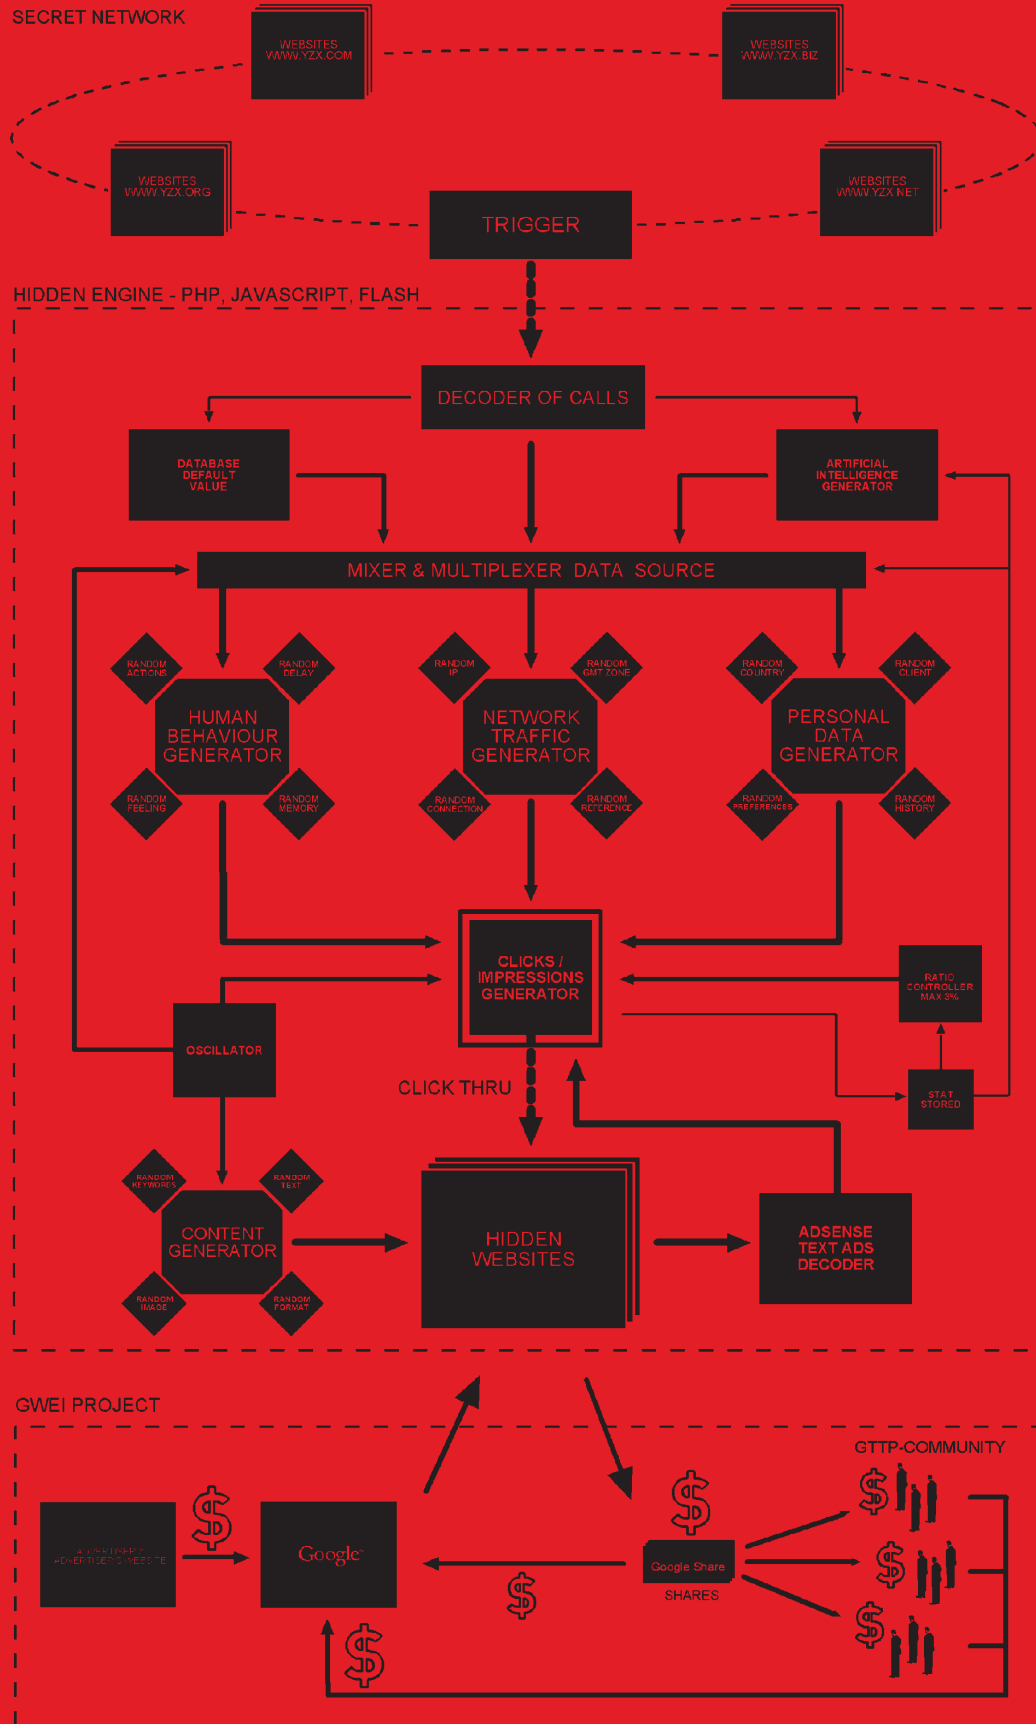 SECRET NETWORK
WEBSITES
WWW.YZX.COM
WEBSITES
WWW.YZX.BIZ
WEBSITES
WWW.YZX.ORG
WEBSITES
WWW.YZX.NET
TRIGGER
HIDDEN ENGINE - PHP, JAVASCRIPT, FLASH
DECODER OF CALLS
DATABASE
DEFAULT
VALUE
ARTIFICIAL
INTELLIGENCE
GENERATOR
MIXER & MULTIPLEXER DATA SOURCE
RANDOM
ACTIONS
RANDOM
DELAY
HUMAN
BEHAVIOUR
GENERATOR
RANDOM
FEELING
RANDOM
MEMORY
RANDOM
IP
RANDOM
GMT ZONE
NETWORK
TRAFFIC
GENERATOR
RANDOM
CONNECTION
RANDOM
REFERENCE
RANDOM
COUNTRY
RANDOM
CLIENT
PERSONAL
DATA
GENERATOR
RANDOM
PREFERENCES
RANDOM
HISTORY
CLICKS /
IMPRESSIONS
GENERATOR
RATIO
CONTROLLER
MAX 3%
OSCILLATOR
CLICK THRU
STAT
STORED
RANDOM
KEYWORDS
RANDOM
TEXT
CONTENT
GENERATOR
RANDOM
IMAGE
RANDOM
FORMAT
HIDDEN
WEBSITES
ADSENSE
TEXT ADS
DECODER
GWEI PROJECT
GTTP-COMMUNITY
$
$
$
ADVERTISER'S WEBSITE
Google™
Google Share
SHARES
$
$
$
$